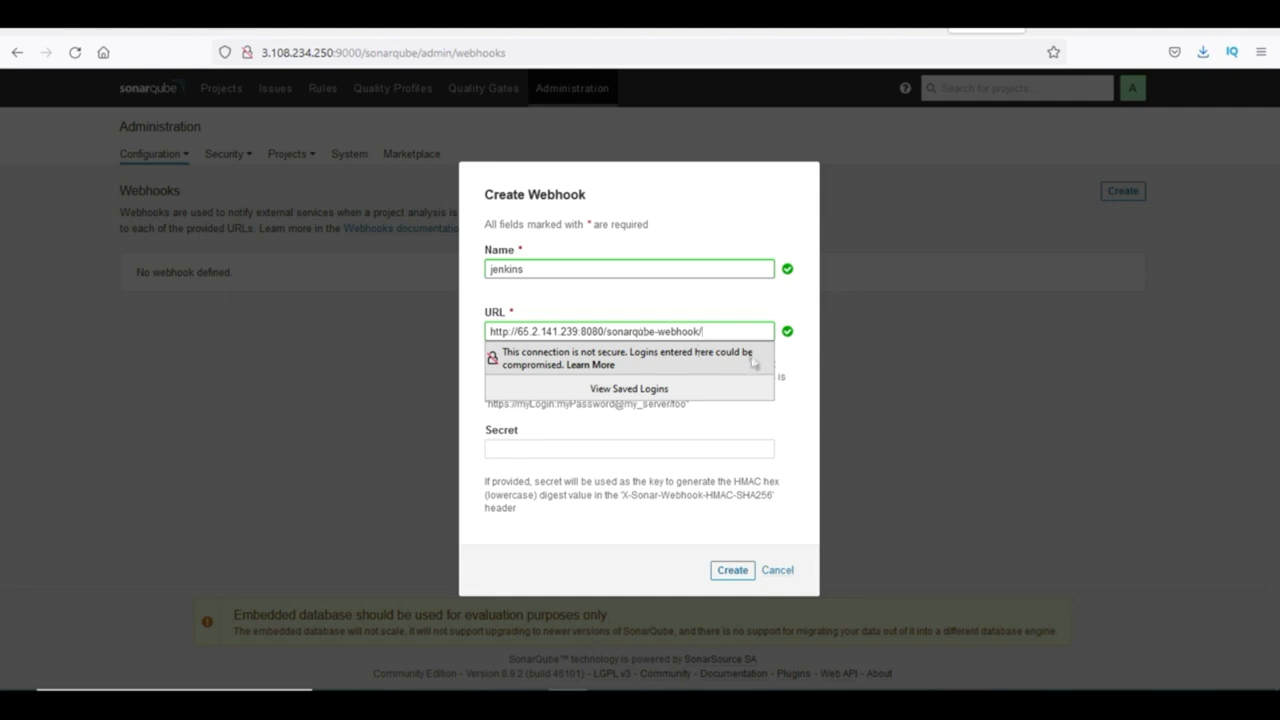 3.108.234.250:9000/sonarqube/admin/webhooks
IQ
sonarqube Projects Issues Rules Quality Profiles Quality Gates Administration ? Search for projects... A
Administration
Configuration Security Projects System Marketplace
Webhooks
Create
Webhooks are used to notify external services when a project analysis is
to each of the provided URLs. Learn more in the Webhooks documentatio
No webhook defined.
Create Webhook
All fields marked with * are required
Name *
jenkins
URL *
http://65.2.141.239:8080/sonarqube-webhook/
This connection is not secure. Logins entered here could be
compromised. Learn More
is
View Saved Logins
"https://myLogin:myPassword@my_server/foo"
Secret
If provided, secret will be used as the key to generate the HMAC hex
(lowercase) digest value in the 'X-Sonar-Webhook-HMAC-SHA256'
header
Create Cancel
Embedded database should be used for evaluation purposes only
The embedded database will not scale, it will not support upgrading to newer versions of SonarQube, and there is no support for migrating your data out of it into a different database engine.
SonarQube™ technology is powered by SonarSource SA
Community Edition - Version 8.9.2 (build 46101) - LGPL v3 - Community - Documentation - Plugins - Web API - About